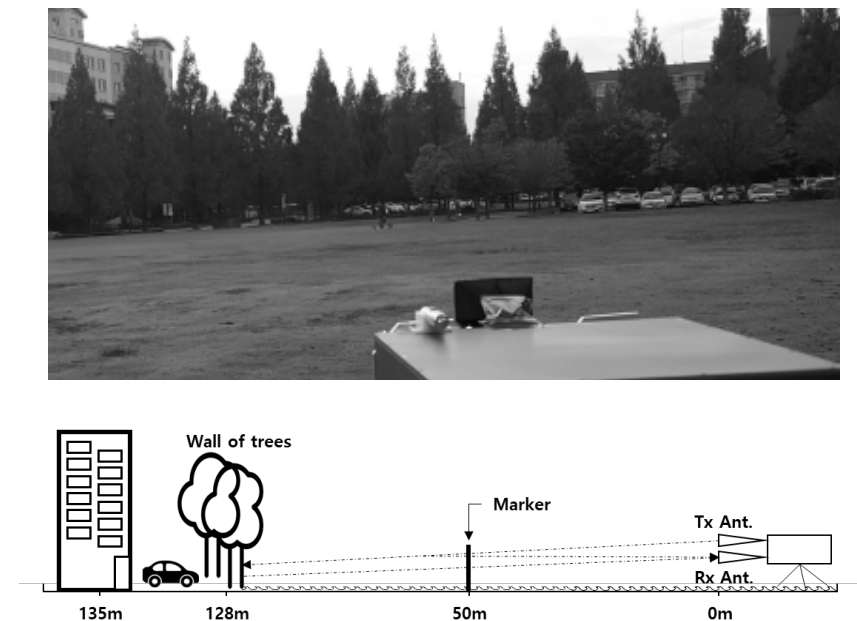 Wall of trees
Marker
Tx Ant.
Rx Ant.
135m
128m
50m
0m